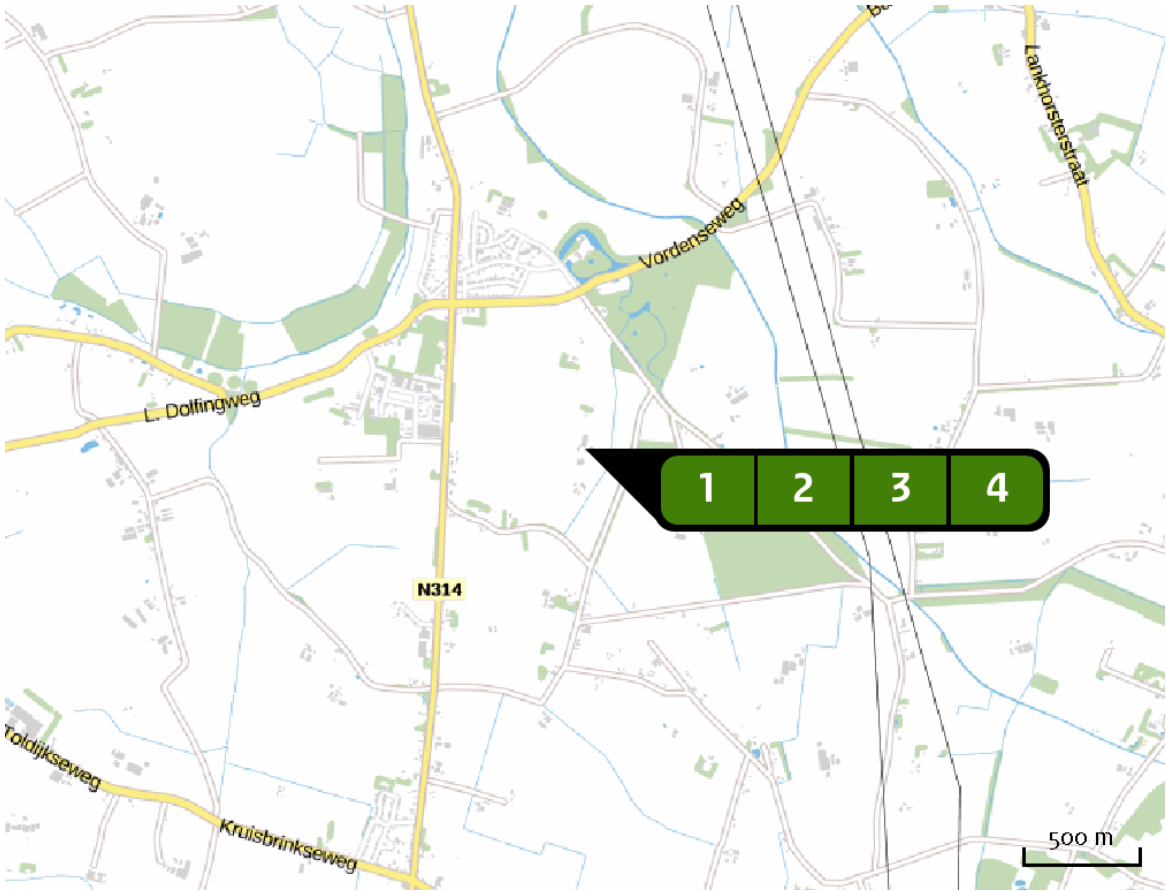 Lankhorsterstraat
Vordenseweg
L. Dolfingweg
1 2 3 4
N314
Toldijkseweg
Kruisbrinkseweg
500 m